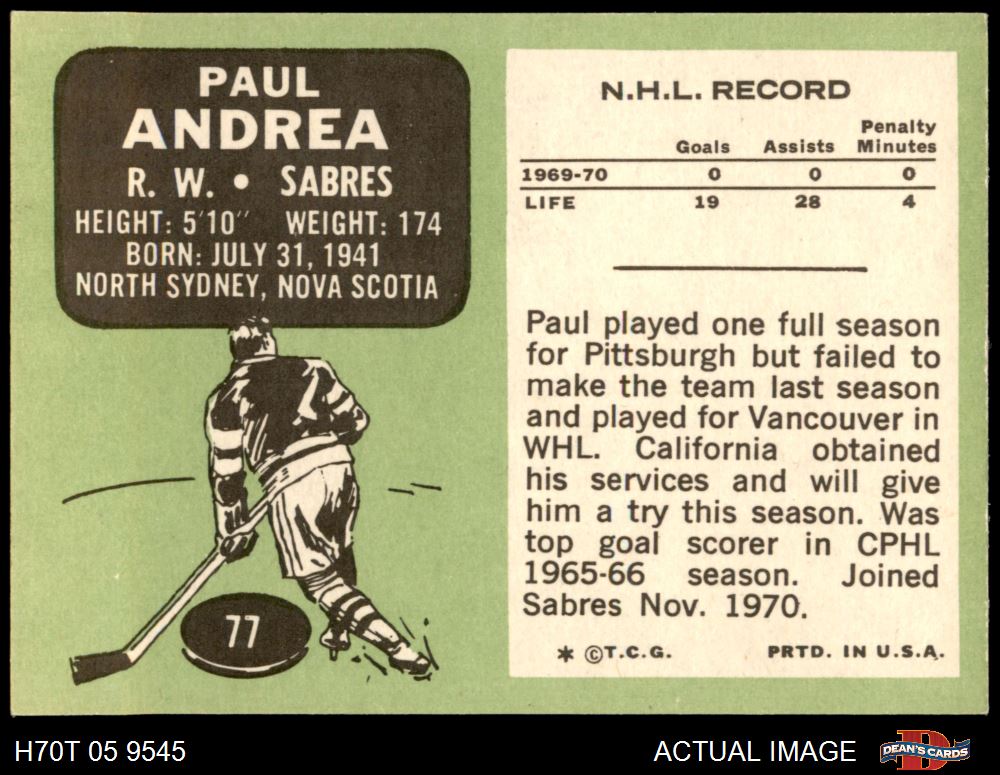 PAUL
ANDREA
R. W. • SABRES
HEIGHT: 5'10" WEIGHT: 174
BORN: JULY 31, 1941
NORTH SYDNEY, NOVA SCOTIA
77
N.H.L. RECORD
Goals Assists Penalty Minutes
1969-70 0 0 0
LIFE 19 28 4
Paul played one full season
for Pittsburgh but failed to
make the team last season
and played for Vancouver in
WHL. California obtained
his services and will give
him a try this season. Was
top goal scorer in CPHL
1965-66 season. Joined
Sabres Nov. 1970.
* ©T.C.G. PRTD. IN U.S.A.
H70T 05 9545
ACTUAL IMAGE
D
DEAN'S CARDS